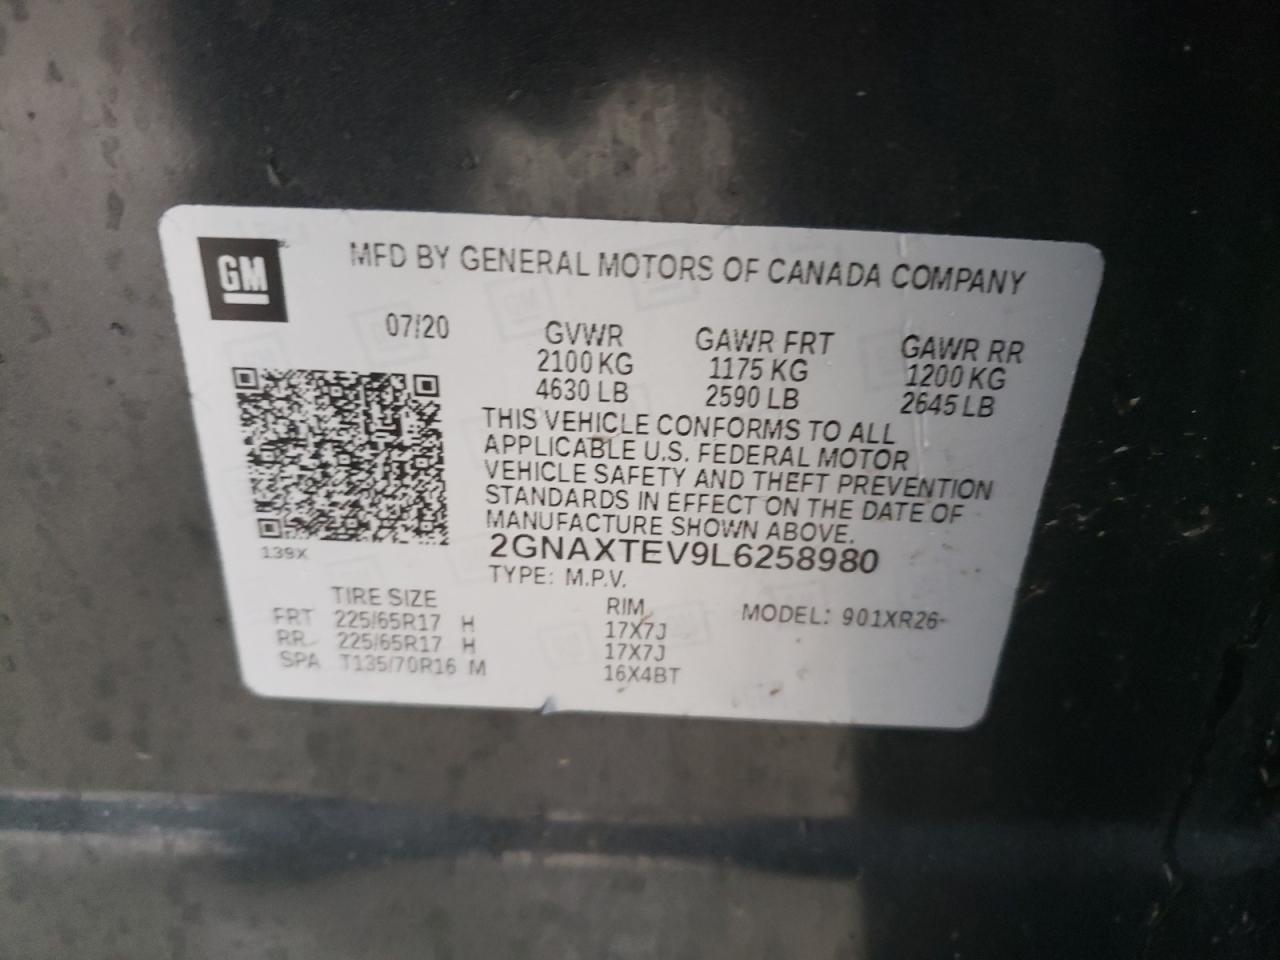 GM
MFD BY GENERAL MOTORS OF CANADA COMPANY
07/20 GVWR GAWR FRT GAWR RR
2100 KG 1175 KG 1200 KG
4630 LB 2590 LB 2645 LB
THIS VEHICLE CONFORMS TO ALL
APPLICABLE U.S. FEDERAL MOTOR
VEHICLE SAFETY AND THEFT PREVENTION
STANDARDS IN EFFECT ON THE DATE OF
MANUFACTURE SHOWN ABOVE.
139X
2GNAXTEV9L6258980
TYPE: M.P.V.
TIRE SIZE RIM MODEL: 901XR26-
FRT 225/65R17 H 17X7J
RR 225/65R17 H 17X7J
SPA T135/70R16 M 16X4BT